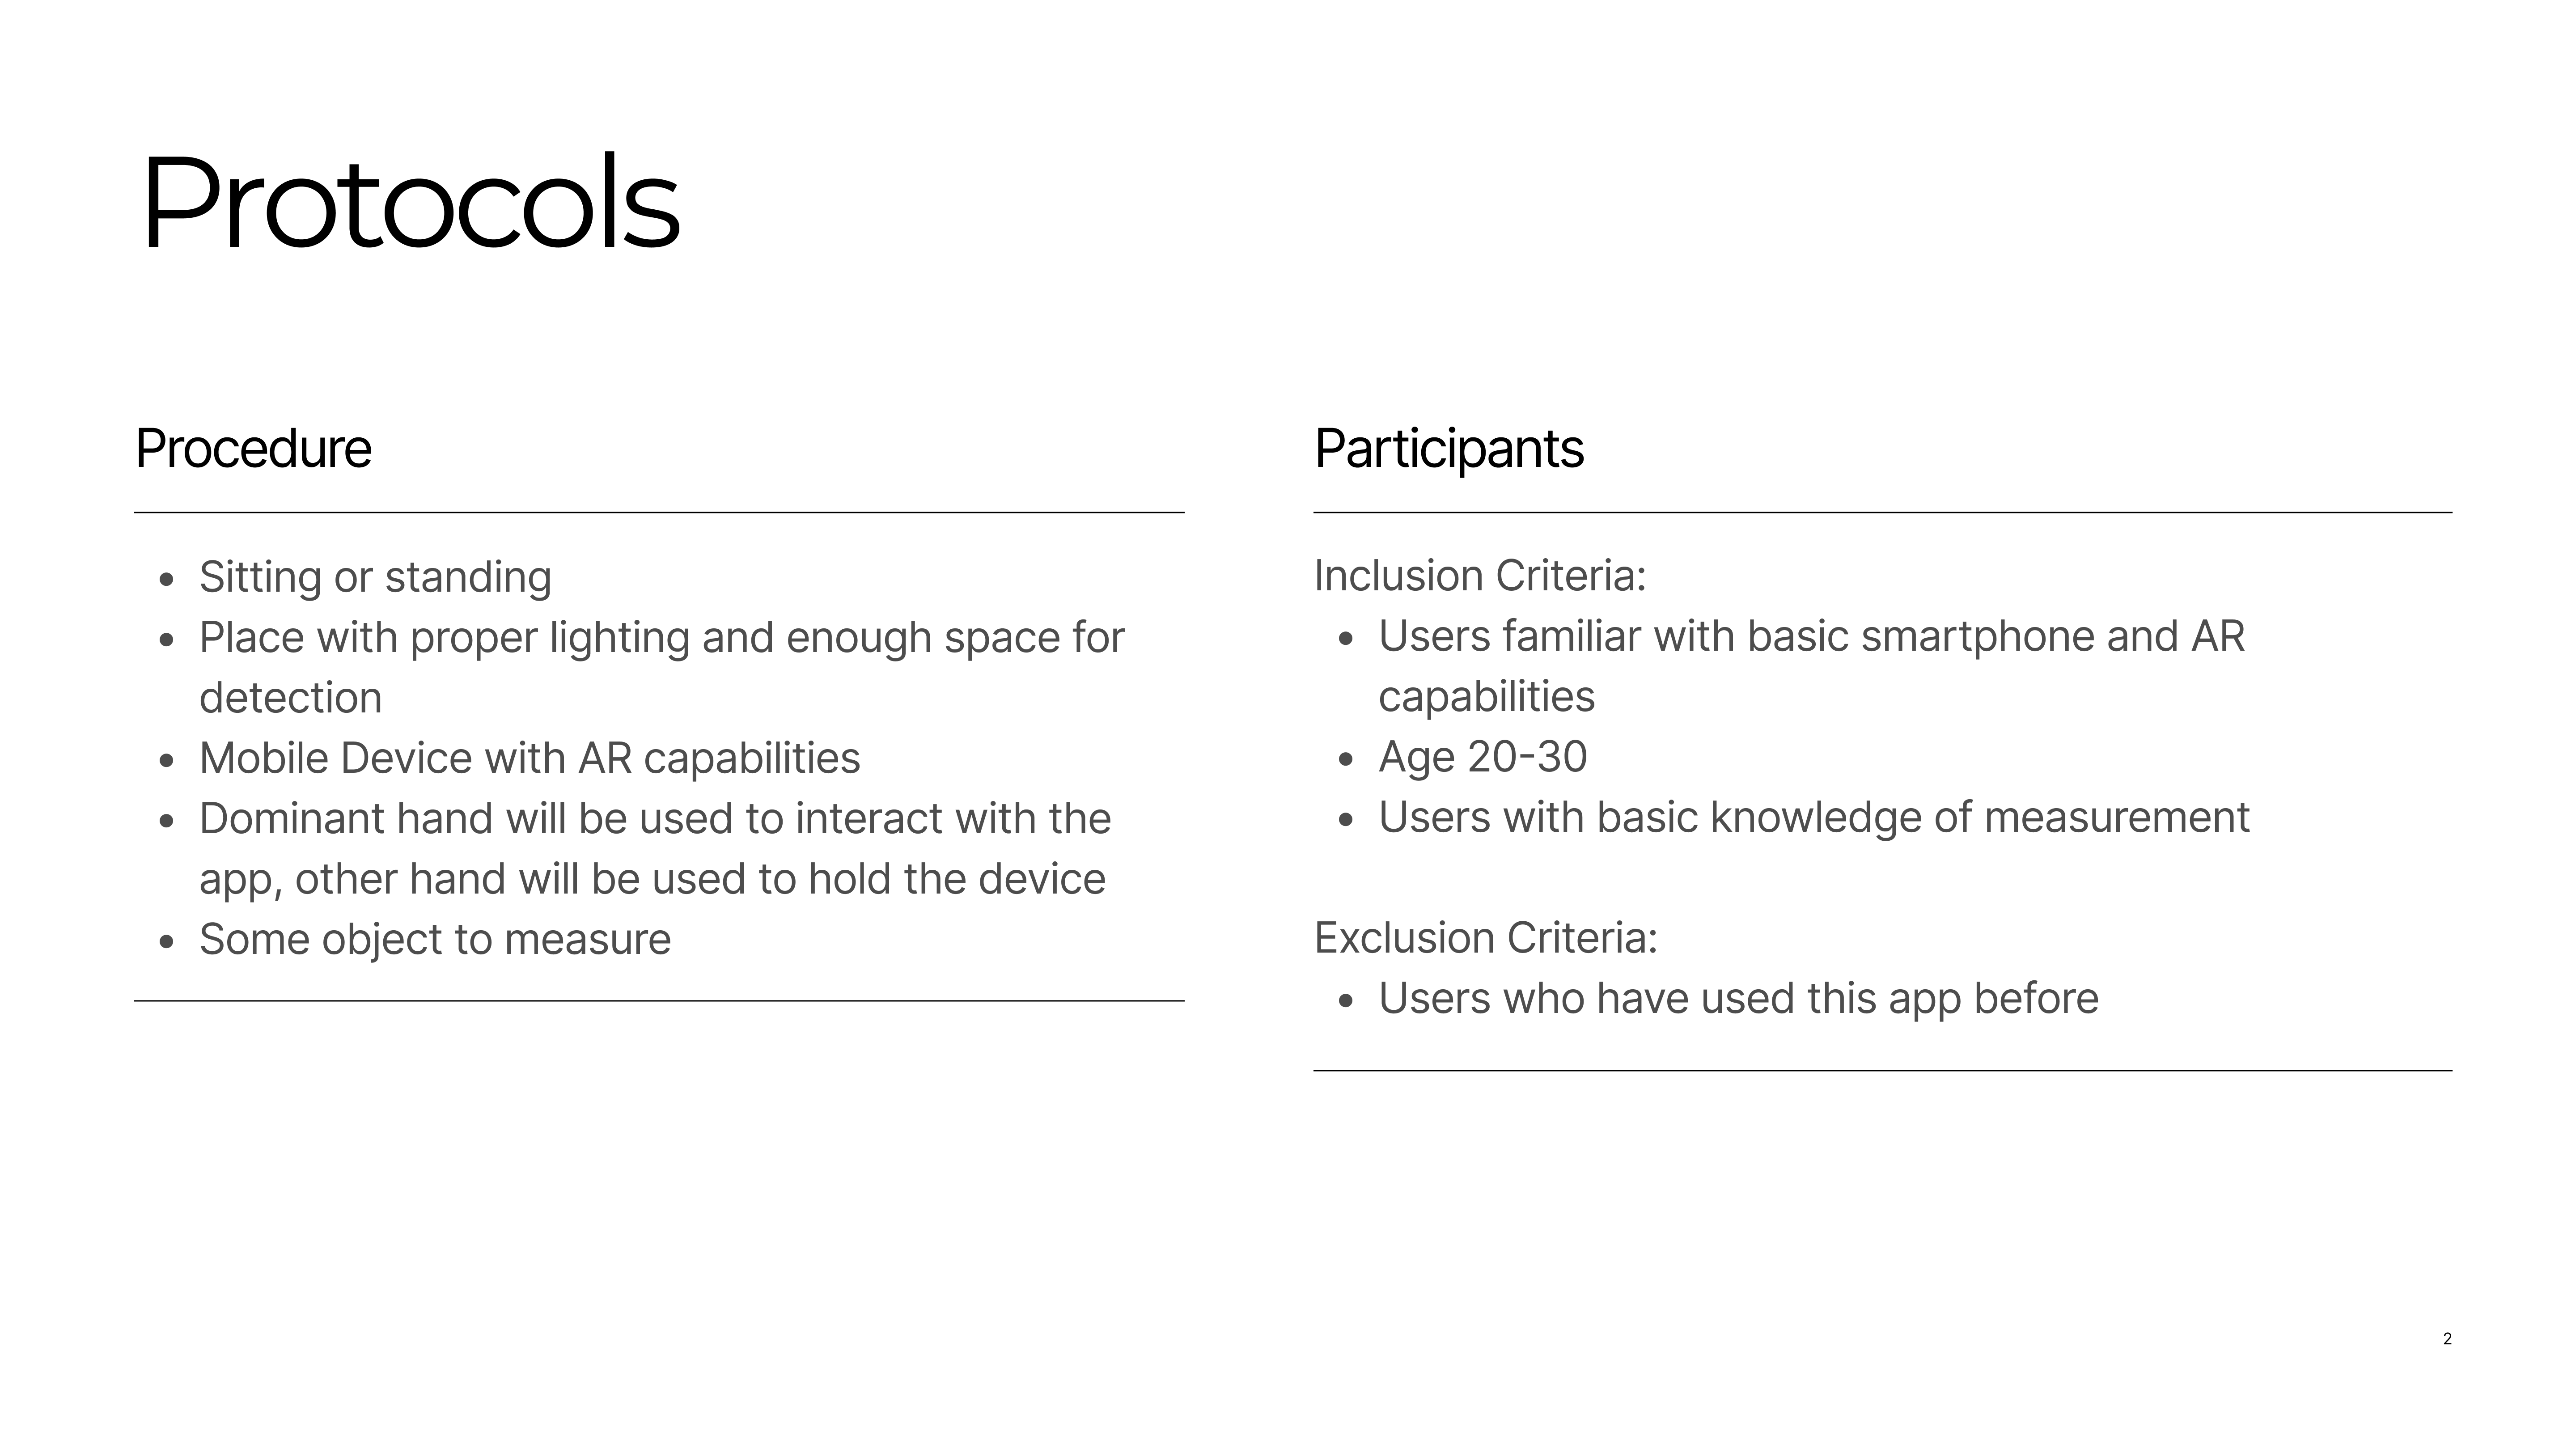 Protocols
Procedure
• Sitting or standing
• Place with proper lighting and enough space for
detection
• Mobile Device with AR capabilities
• Dominant hand will be used to interact with the
app, other hand will be used to hold the device
• Some object to measure
Participants
Inclusion Criteria:
• Users familiar with basic smartphone and AR
capabilities
• Age 20-30
• Users with basic knowledge of measurement
Exclusion Criteria:
• Users who have used this app before
2